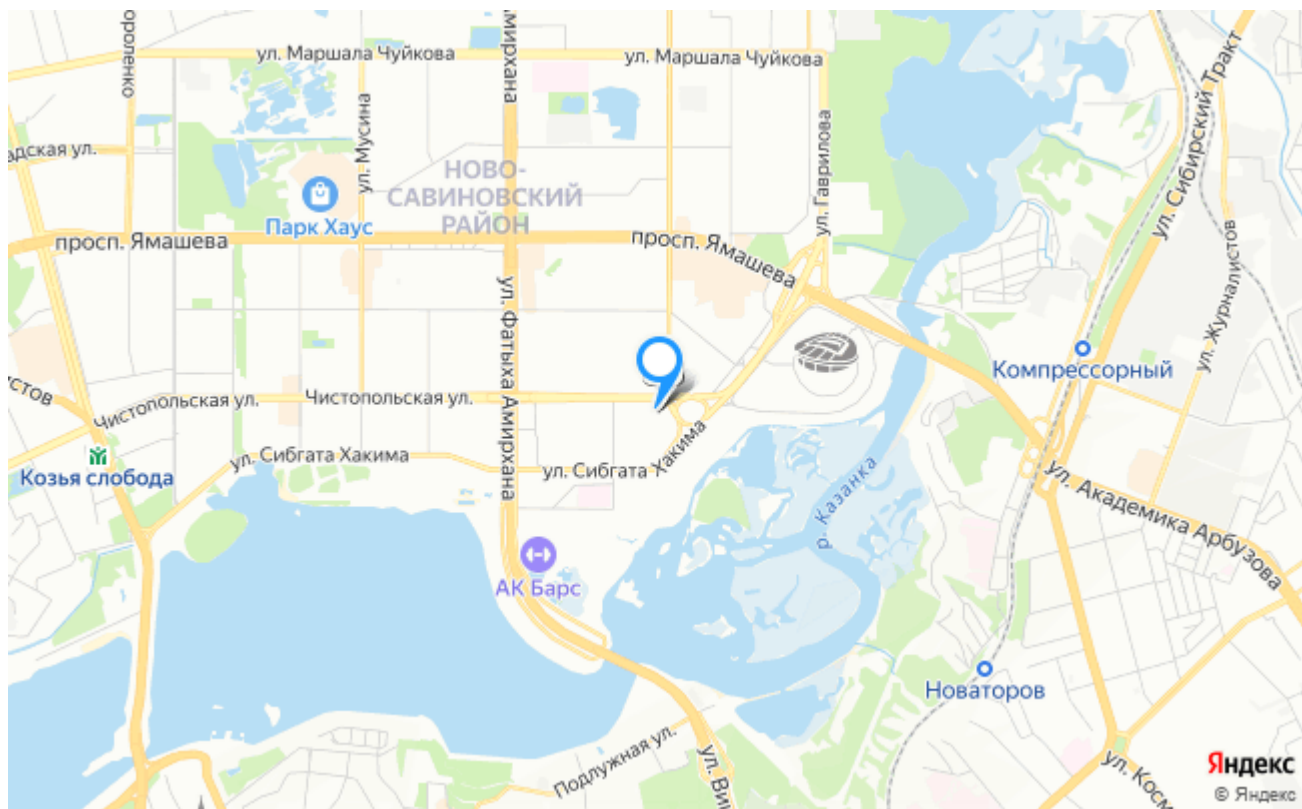 ороленко
ул. Маршала Чуйкова
Амирхана
ул. Маршала Чуйкова
ул. Сибирский Тракт
адская ул.
ул. Мусина
ул. Гаврилова
НОВО-
САВИНОВСКИЙ
РАЙОН
Парк Хаус
просп. Ямашева
просп. Ямашева
ул. Журналистов
ул. Фатыха Амирхана
Компрессорный
истов
Чистопольская ул.
Чистопольская ул.
Козья слобода
ул. Сибгата Хакима
ул. Сибгата Хакима
р. Казанка
ул. Академика Арбузова
АК Барс
Новаторов
Подлужная ул.
ул. Виш
ул. Косм
Яндекс
© Яндекс